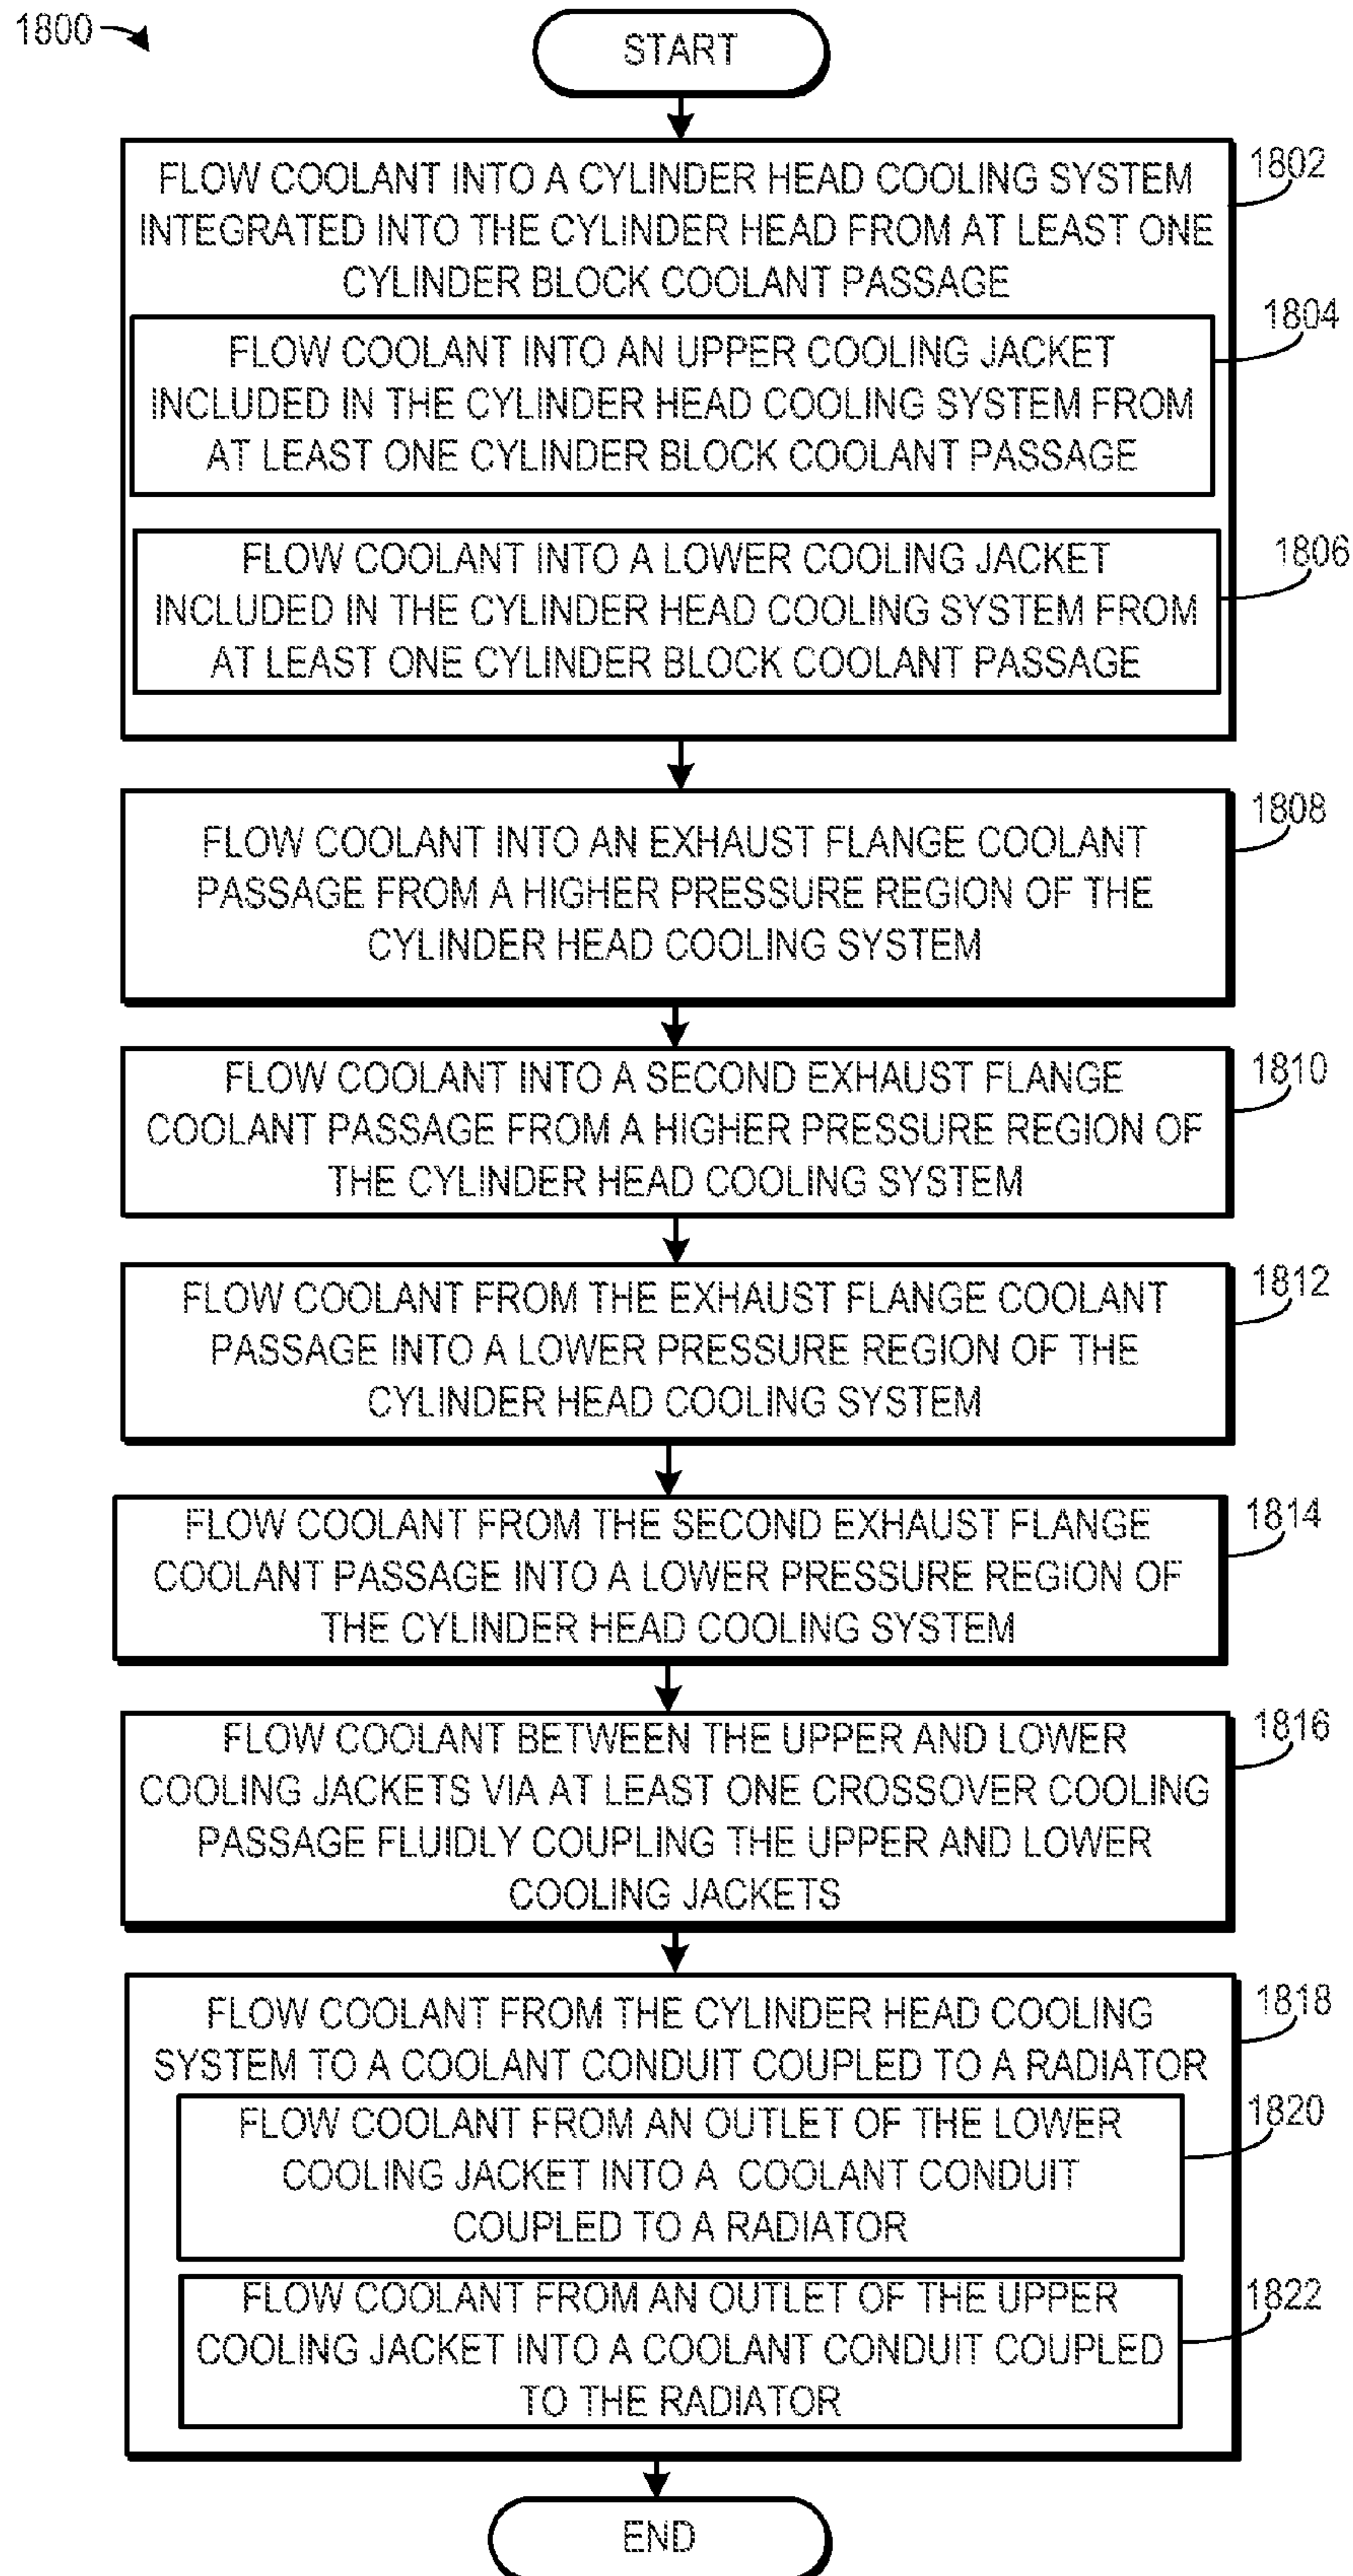 1800
START
FLOW COOLANT INTO A CYLINDER HEAD COOLING SYSTEM
INTEGRATED INTO THE CYLINDER HEAD FROM AT LEAST ONE
CYLINDER BLOCK COOLANT PASSAGE
1802
FLOW COOLANT INTO AN UPPER COOLING JACKET
INCLUDED IN THE CYLINDER HEAD COOLING SYSTEM FROM
AT LEAST ONE CYLINDER BLOCK COOLANT PASSAGE
1804
FLOW COOLANT INTO A LOWER COOLING JACKET
INCLUDED IN THE CYLINDER HEAD COOLING SYSTEM FROM
AT LEAST ONE CYLINDER BLOCK COOLANT PASSAGE
1806
FLOW COOLANT INTO AN EXHAUST FLANGE COOLANT
PASSAGE FROM A HIGHER PRESSURE REGION OF THE
CYLINDER HEAD COOLING SYSTEM
1808
FLOW COOLANT INTO A SECOND EXHAUST FLANGE
COOLANT PASSAGE FROM A HIGHER PRESSURE REGION OF
THE CYLINDER HEAD COOLING SYSTEM
1810
FLOW COOLANT FROM THE EXHAUST FLANGE COOLANT
PASSAGE INTO A LOWER PRESSURE REGION OF THE
CYLINDER HEAD COOLING SYSTEM
1812
FLOW COOLANT FROM THE SECOND EXHAUST FLANGE
COOLANT PASSAGE INTO A LOWER PRESSURE REGION OF
THE CYLINDER HEAD COOLING SYSTEM
1814
FLOW COOLANT BETWEEN THE UPPER AND LOWER
COOLING JACKETS VIA AT LEAST ONE CROSSOVER COOLING
PASSAGE FLUIDLY COUPLING THE UPPER AND LOWER
COOLING JACKETS
1816
FLOW COOLANT FROM THE CYLINDER HEAD COOLING
SYSTEM TO A COOLANT CONDUIT COUPLED TO A RADIATOR
1818
FLOW COOLANT FROM AN OUTLET OF THE LOWER
COOLING JACKET INTO A COOLANT CONDUIT
COUPLED TO A RADIATOR
1820
FLOW COOLANT FROM AN OUTLET OF THE UPPER
COOLING JACKET INTO A COOLANT CONDUIT COUPLED
TO THE RADIATOR
1822
END